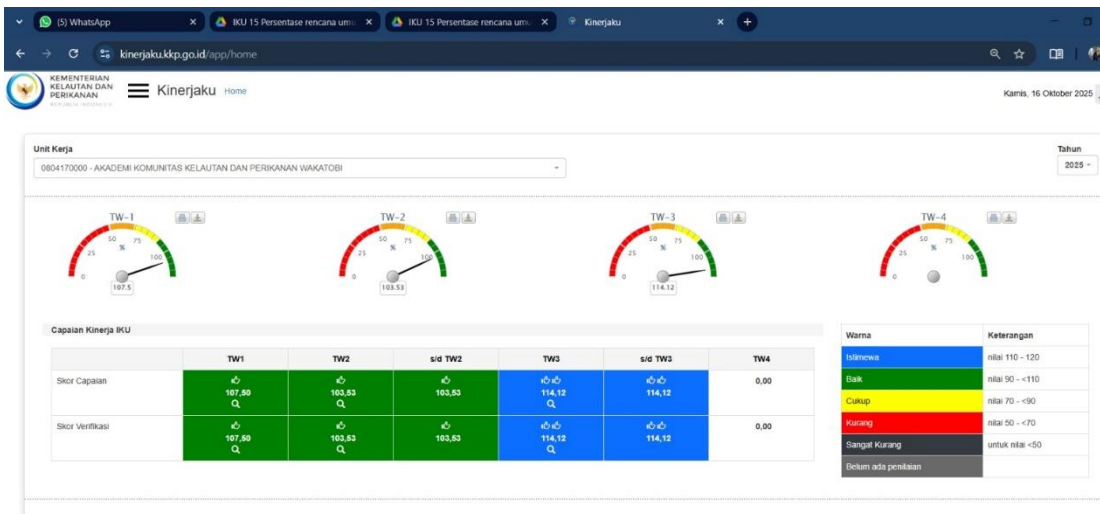 (5) WhatsApp
IKU 15 Persentase rencana umu
IKU 15 Persentase rencana umu
Kinerjaku
kinerjaku.kkp.go.id/app/home
KEMENTERIAN
KELAUTAN DAN
PERIKANAN
REPUBLIK INDONESIA
Kinerjaku Home
Kamis, 16 Oktober 2025
Unit Kerja
Tahun
0804170000 - AKADEMI KOMUNITAS KELAUTAN DAN PERIKANAN WAKATOBI
2025
TW-1
0 25 50 75 100
%
107.5
TW-2
0 25 50 75 100
%
103.53
TW-3
0 25 50 75 100
%
114.12
TW-4
0 25 50 75 100
%
Capaian Kinerja IKU
TW1 TW2 s/d TW2 TW3 s/d TW3 TW4
Skor Capaian 107,50 103,53 103,53 114,12 114,12 0,00
Skor Verifikasi 107,50 103,53 103,53 114,12 114,12 0,00
Warna Keterangan
Istimewa nilai 110 - 120
Baik nilai 90 - <110
Cukup nilai 70 - <90
Kurang nilai 50 - <70
Sangat Kurang untuk nilai <50
Belum ada penilaian